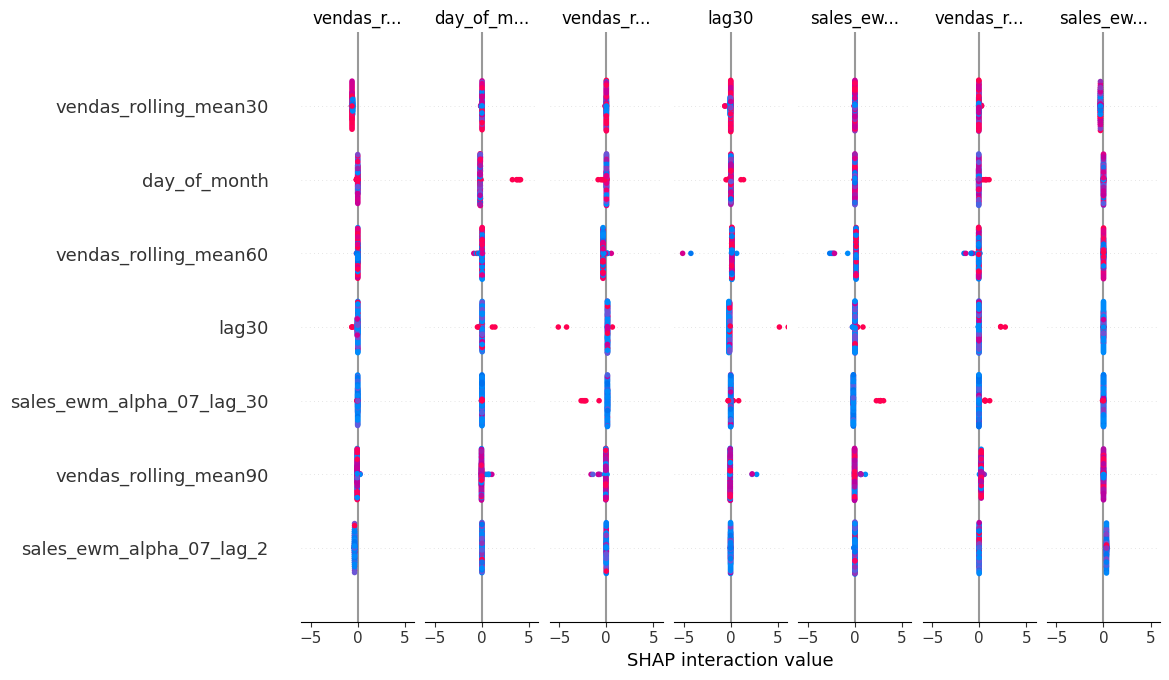 vendas_r... day_of_m... vendas_r... lag30 sales_ew... vendas_r... sales_ew...
vendas_rolling_mean30
day_of_month
vendas_rolling_mean60
lag30
sales_ewm_alpha_07_lag_30
vendas_rolling_mean90
sales_ewm_alpha_07_lag_2
−5 0 5 −5 0 5 −5 0 5 −5 0 5 −5 0 5 −5 0 5 −5 0 5
SHAP interaction value